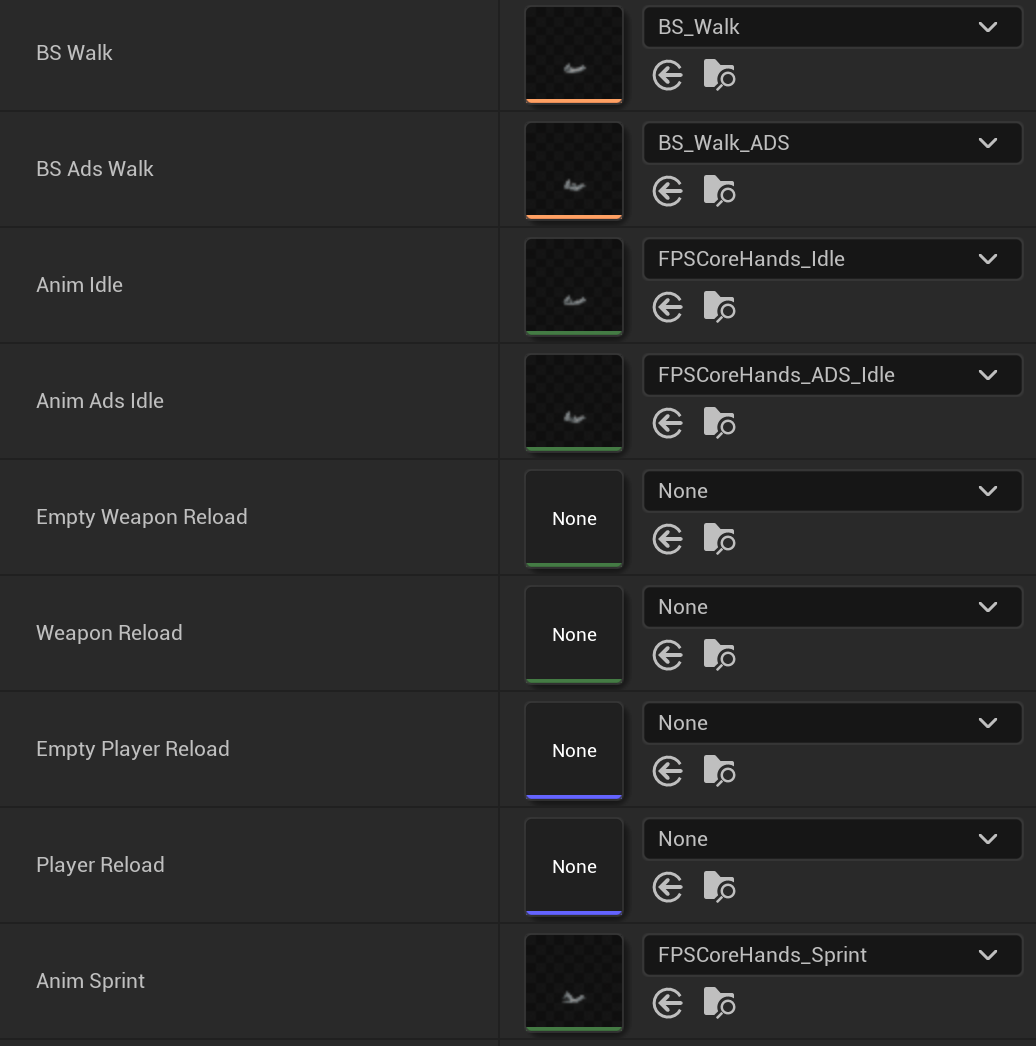 BS Walk
BS_Walk
BS Ads Walk
BS_Walk_ADS
Anim Idle
FPSCoreHands_Idle
Anim Ads Idle
FPSCoreHands_ADS_Idle
Empty Weapon Reload
None
None
Weapon Reload
None
None
Empty Player Reload
None
None
Player Reload
None
None
Anim Sprint
FPSCoreHands_Sprint